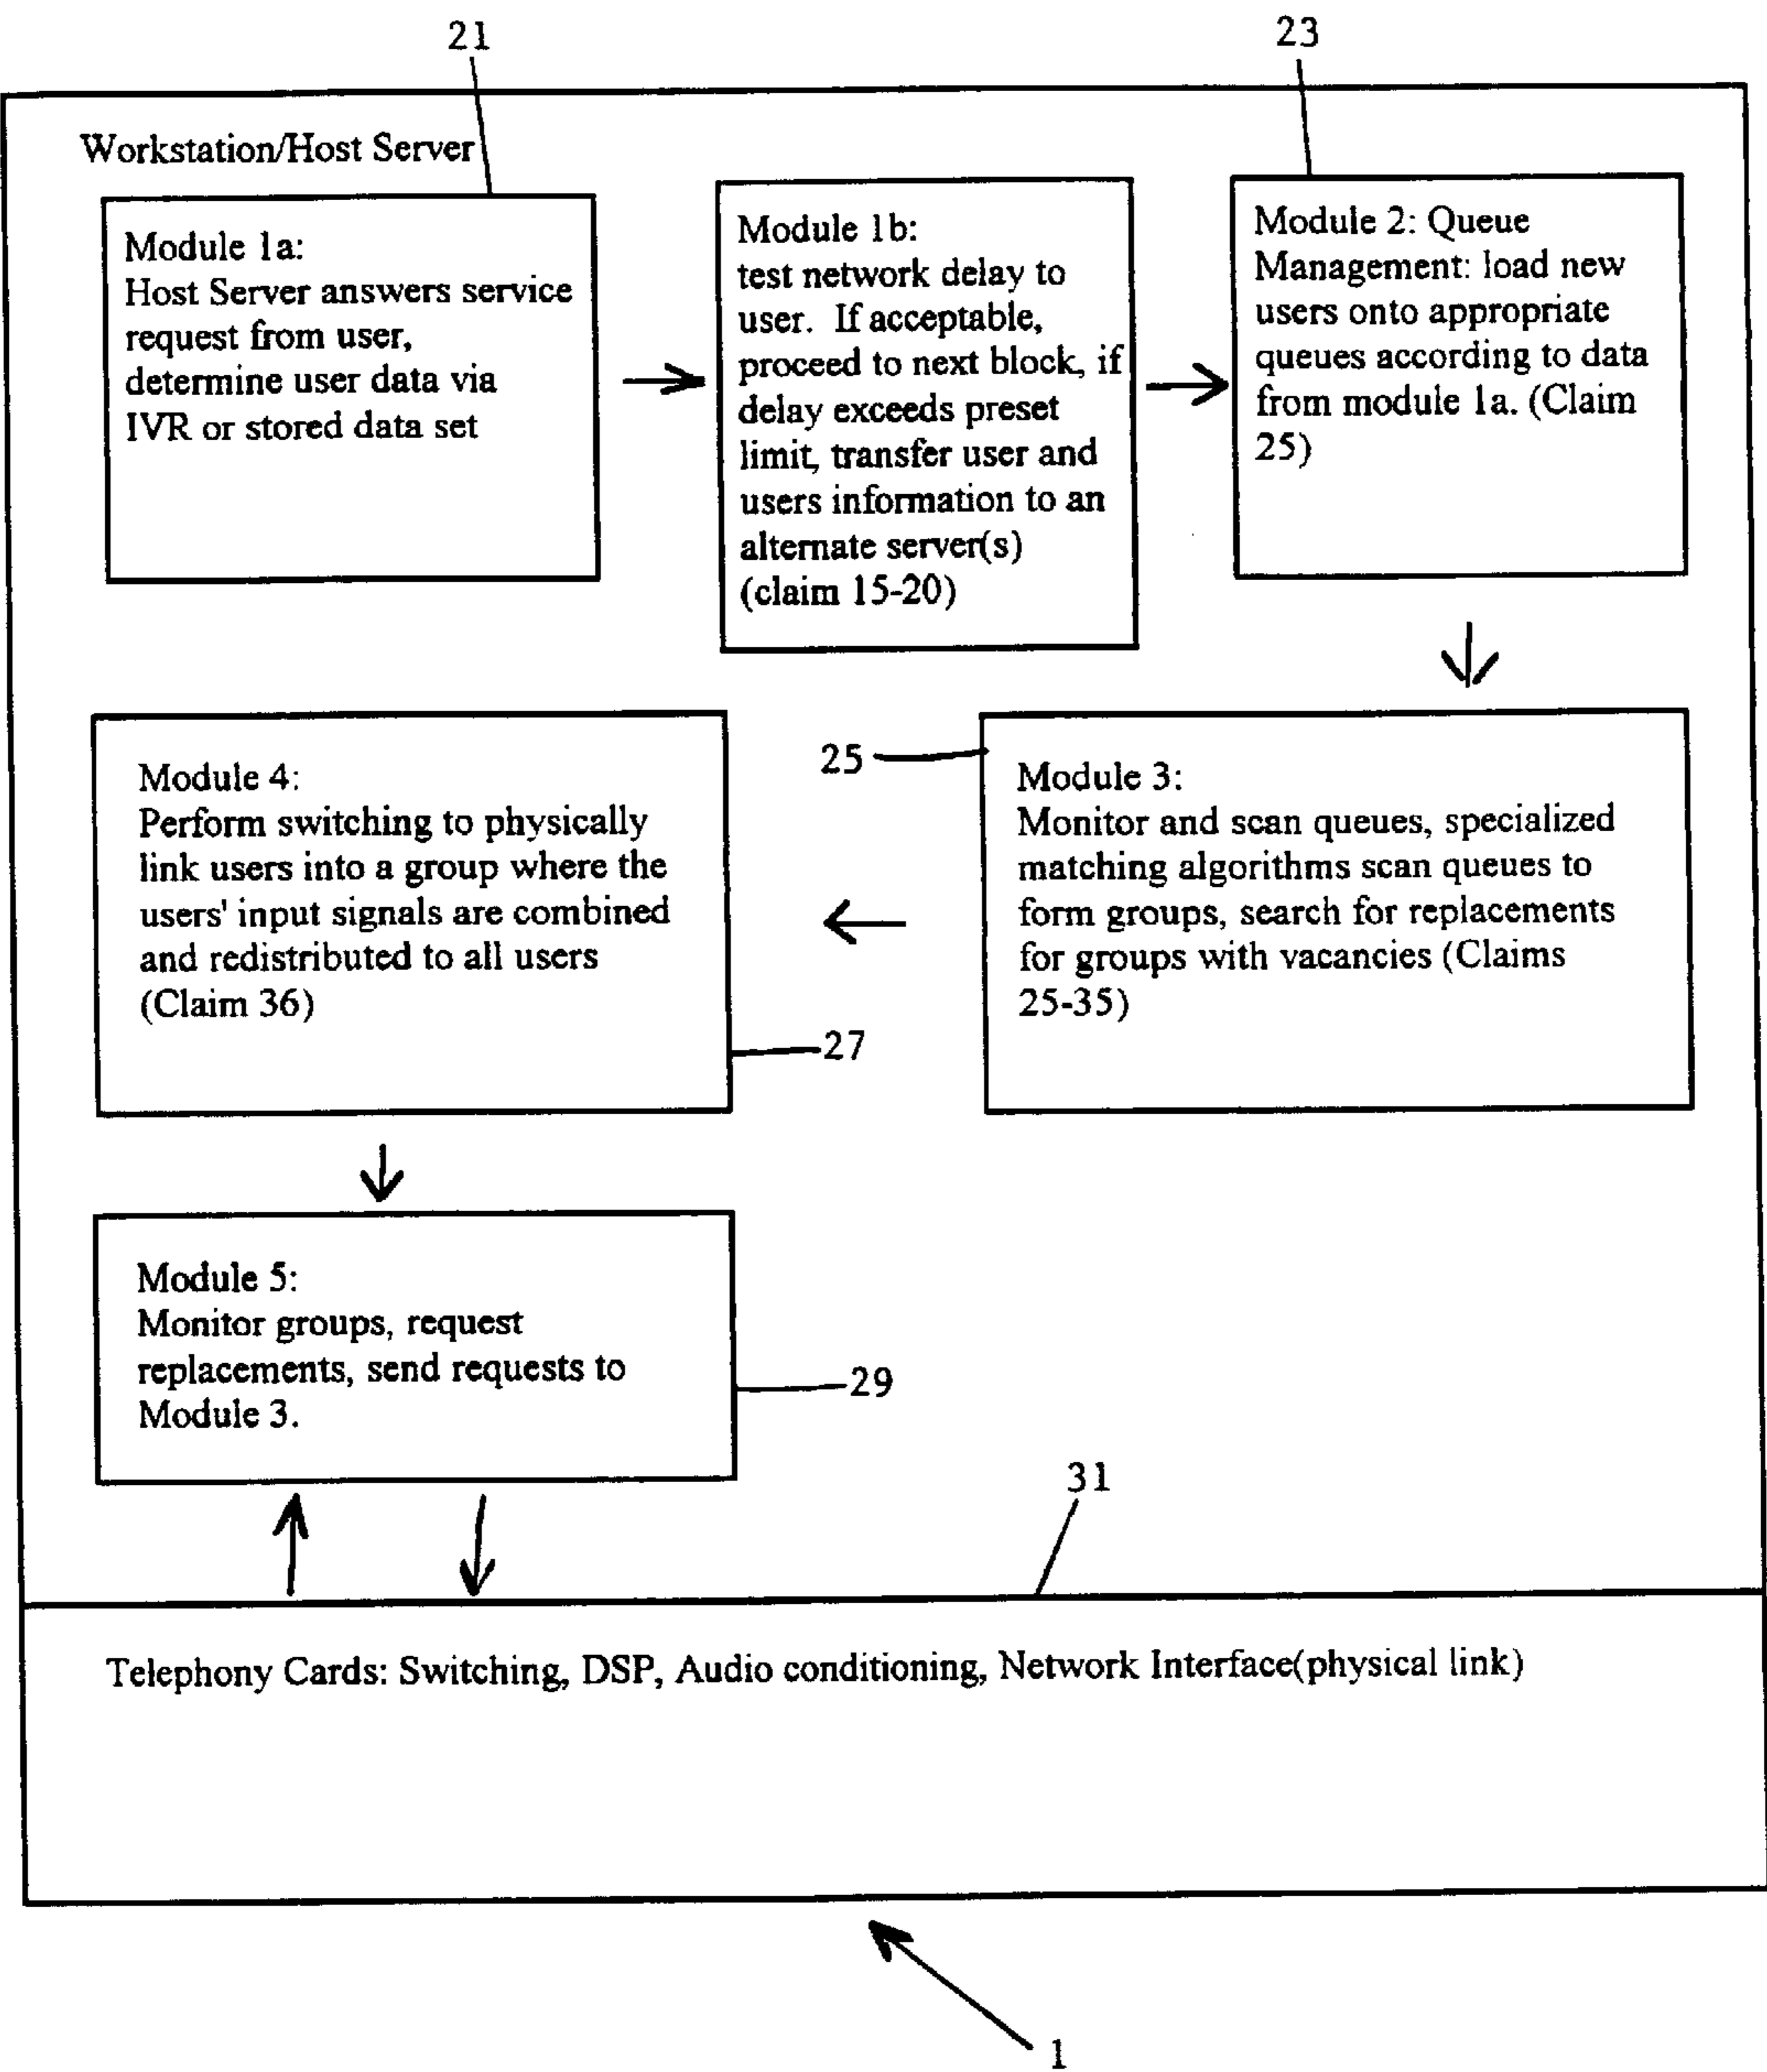 21
23
Workstation/Host Server
Module 1a:
Host Server answers service
request from user,
determine user data via
IVR or stored data set
Module 1b:
test network delay to
user. If acceptable,
proceed to next block, if
delay exceeds preset
limit, transfer user and
users information to an
alternate server(s)
(claim 15-20)
Module 2: Queue
Management: load new
users onto appropriate
queues according to data
from module 1a. (Claim
25)
Module 4:
Perform switching to physically
link users into a group where the
users' input signals are combined
and redistributed to all users
(Claim 36)
27
25
Module 3:
Monitor and scan queues, specialized
matching algorithms scan queues to
form groups, search for replacements
for groups with vacancies (Claims
25-35)
Module 5:
Monitor groups, request
replacements, send requests to
Module 3.
29
31
Telephony Cards: Switching, DSP, Audio conditioning, Network Interface(physical link)
1